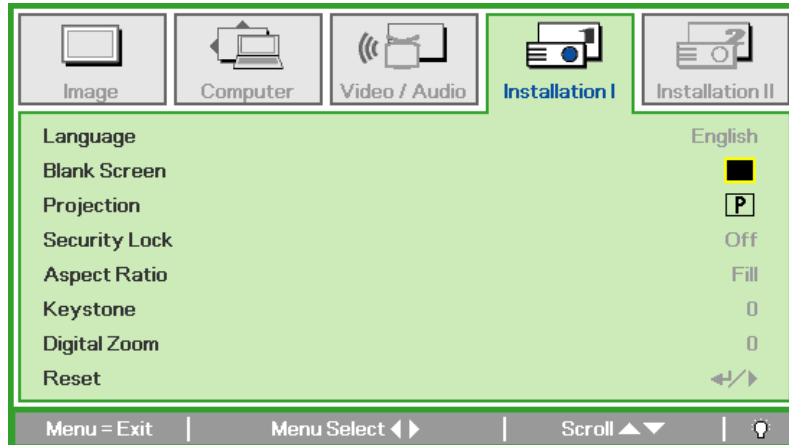 Image Computer Video / Audio Installation I Installation II
Language English
Blank Screen
Projection P
Security Lock Off
Aspect Ratio Fill
Keystone 0
Digital Zoom 0
Reset ↵/▶
Menu = Exit | Menu Select ◀ ▶ | Scroll ▲▼ |